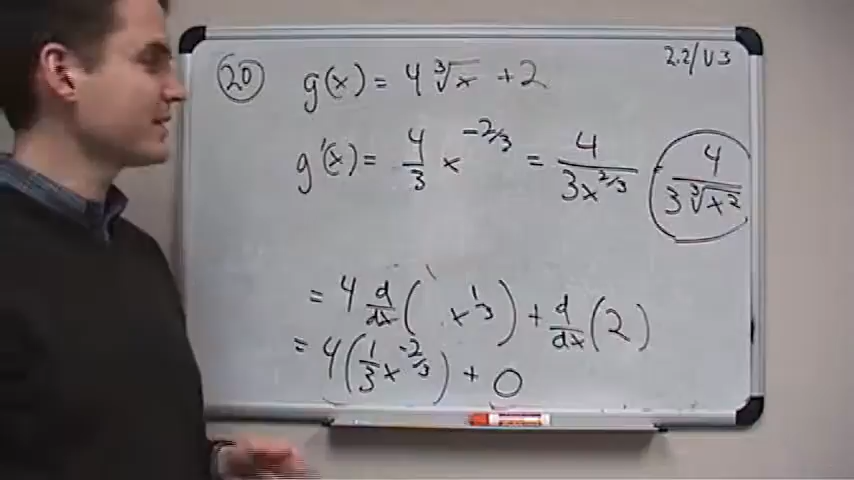 2.2/V3
20 g(x) = 4∛x + 2
g'(x) = 4/3 x^(-2/3) = 4/(3x^(2/3)) 4/(3∛x²)
= 4 d/dx (x^(1/3)) + d/dx (2)
= 4(1/3 x^(-2/3)) + 0